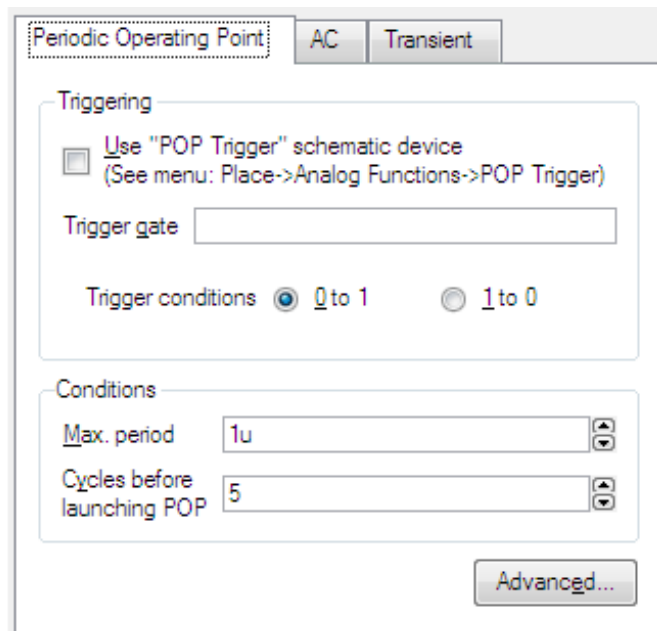 Periodic Operating Point AC Transient
Triggering
Use "POP Trigger" schematic device
(See menu: Place->Analog Functions->POP Trigger)
Trigger gate
Trigger conditions 0 to 1 1 to 0
Conditions
Max. period 1u
Cycles before
launching POP 5
Advanced...